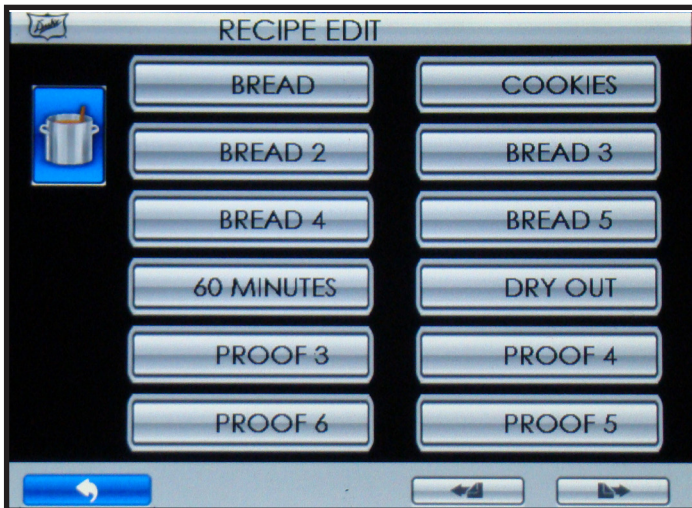 RECIPE EDIT
BREAD COOKIES
BREAD 2 BREAD 3
BREAD 4 BREAD 5
60 MINUTES DRY OUT
PROOF 3 PROOF 4
PROOF 6 PROOF 5